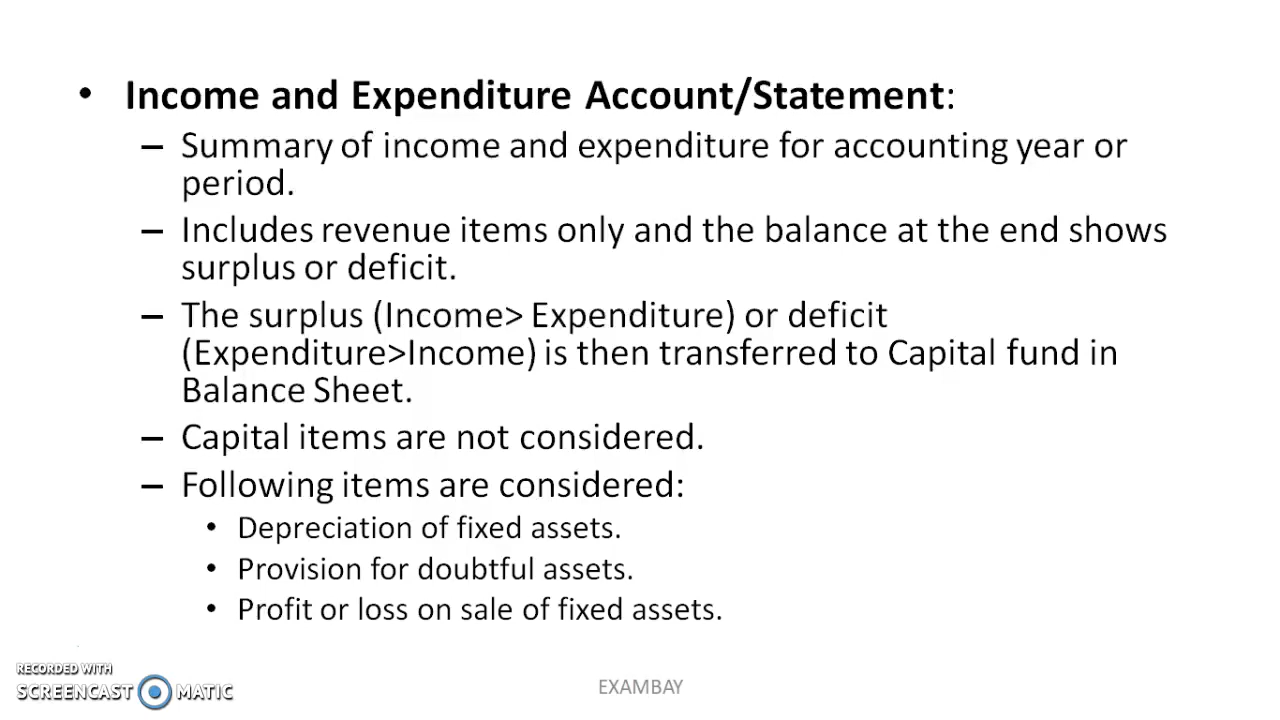 • Income and Expenditure Account/Statement:
– Summary of income and expenditure for accounting year or
period.
– Includes revenue items only and the balance at the end shows
surplus or deficit.
– The surplus (Income> Expenditure) or deficit
(Expenditure>Income) is then transferred to Capital fund in
Balance Sheet.
– Capital items are not considered.
– Following items are considered:
• Depreciation of fixed assets.
• Provision for doubtful assets.
• Profit or loss on sale of fixed assets.
RECORDED WITH
SCREENCAST MATIC
EXAMBAY